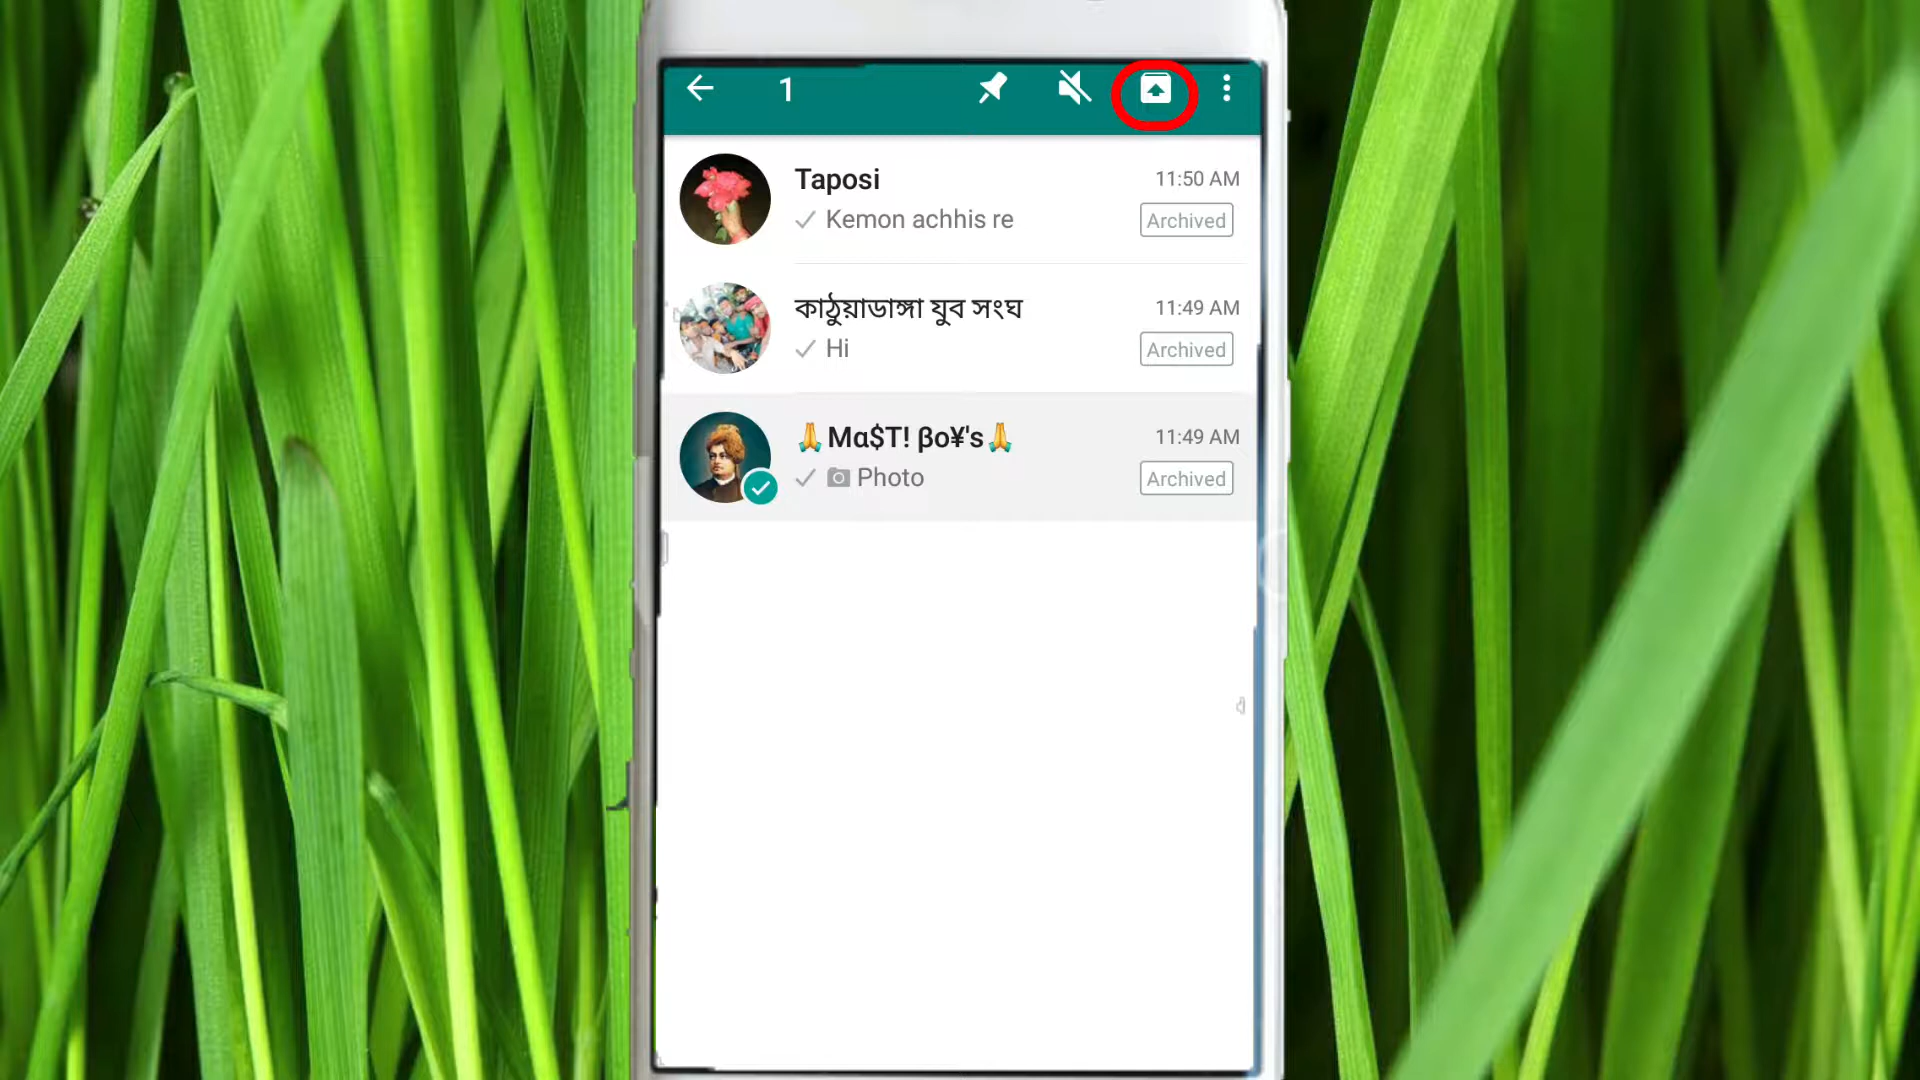 1
Taposi 11:50 AM
Kemon achhis re Archived
কাঠুয়াডাঙ্গা যুব সংঘ 11:49 AM
Hi Archived
🙏Mα$T! βo¥'s🙏 11:49 AM
Photo Archived